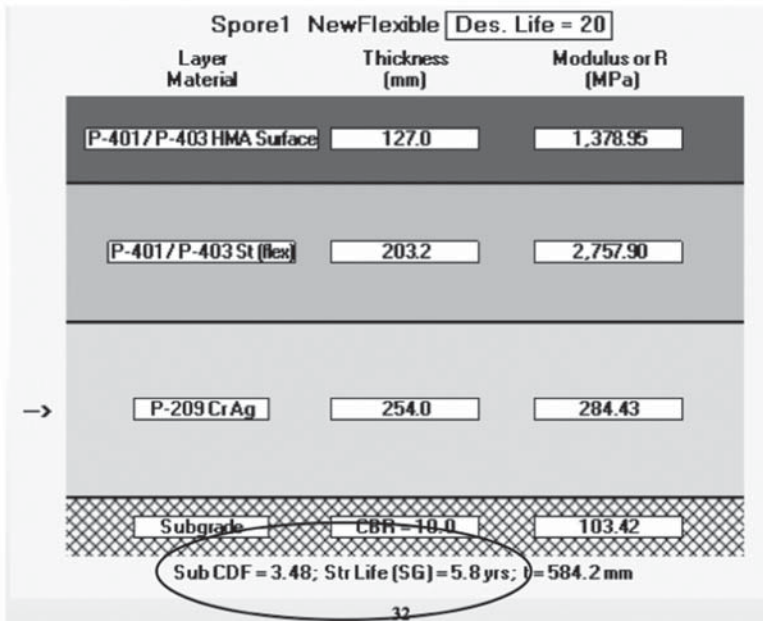 Spore1 NewFlexible Des. Life = 20
Layer Material Thickness (mm) Modulus or R (MPa)
P-401/ P-403 HMA Surface 127.0 1,378.95
P-401/ P-403 St (flex) 203.2 2,757.90
--> P-209 Cr Ag 254.0 284.43
Subgrade CBR = 10.0 103.42
Sub CDF = 3.48; Str Life (SG) = 5.8 yrs; t = 584.2 mm
32